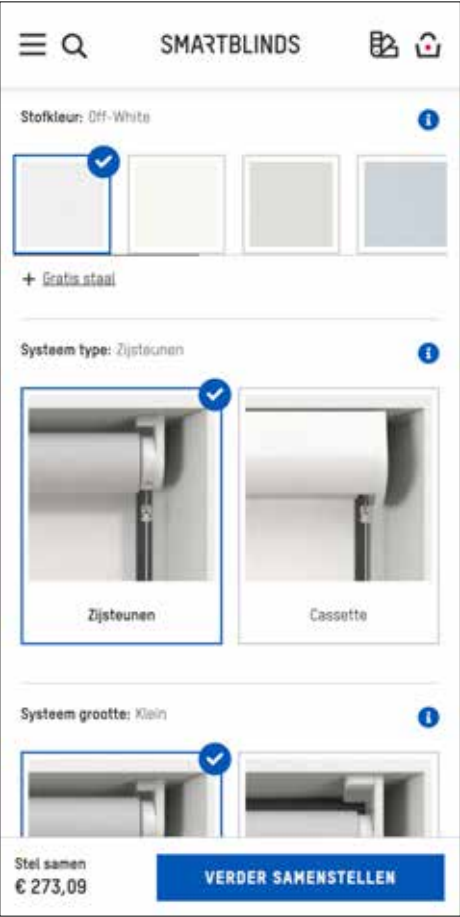 SMARTBLINDS
Stofkleur: Off-White
+ Gratis staal
Systeem type: Zijsteunen
Zijsteunen
Cassette
Systeem grootte: Klein
Stel samen
€ 273,09
VERDER SAMENSTELLEN